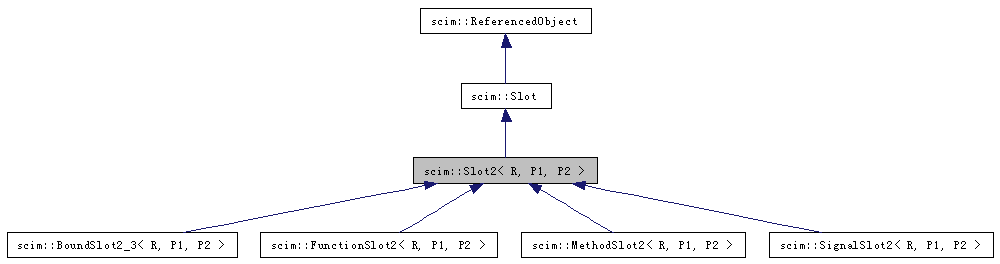 scim::ReferencedObject
scim::Slot
scim::Slot2< R, P1, P2 >
scim::BoundSlot2_3< R, P1, P2 >
scim::FunctionSlot2< R, P1, P2 >
scim::MethodSlot2< R, P1, P2 >
scim::SignalSlot2< R, P1, P2 >